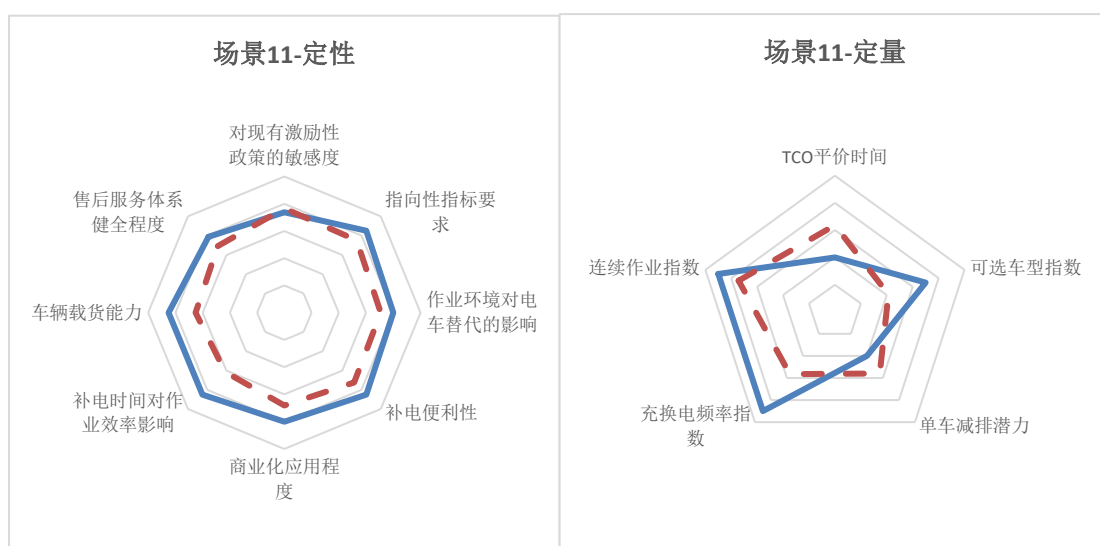 场景11-定性
对现有激励性
政策的敏感度
指向性指标要
求
作业环境对电
车替代的影响
补电便利性
商业化应用程
度
补电时间对作
业效率影响
车辆载货能力
售后服务体系
健全程度
场景11-定量
TCO平价时间
可选车型指数
单车减排潜力
充换电频率指
数
连续作业指数